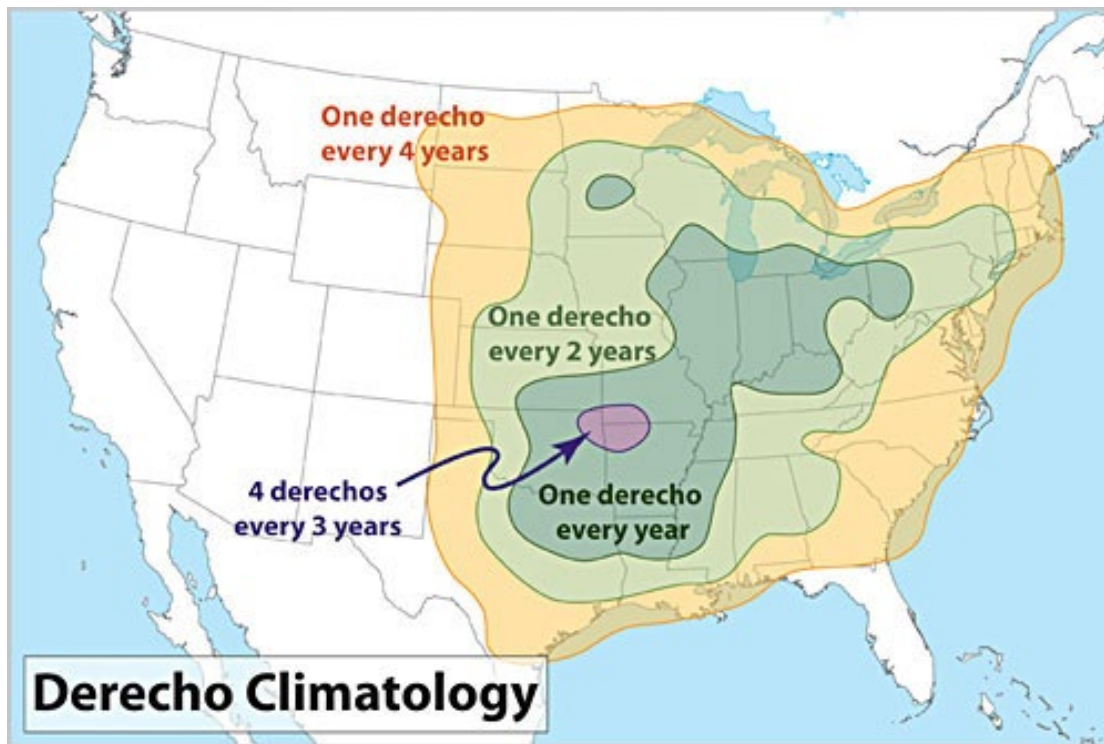 One derecho
every 4 years
One derecho
every 2 years
4 derechos
every 3 years
One derecho
every year
Derecho Climatology